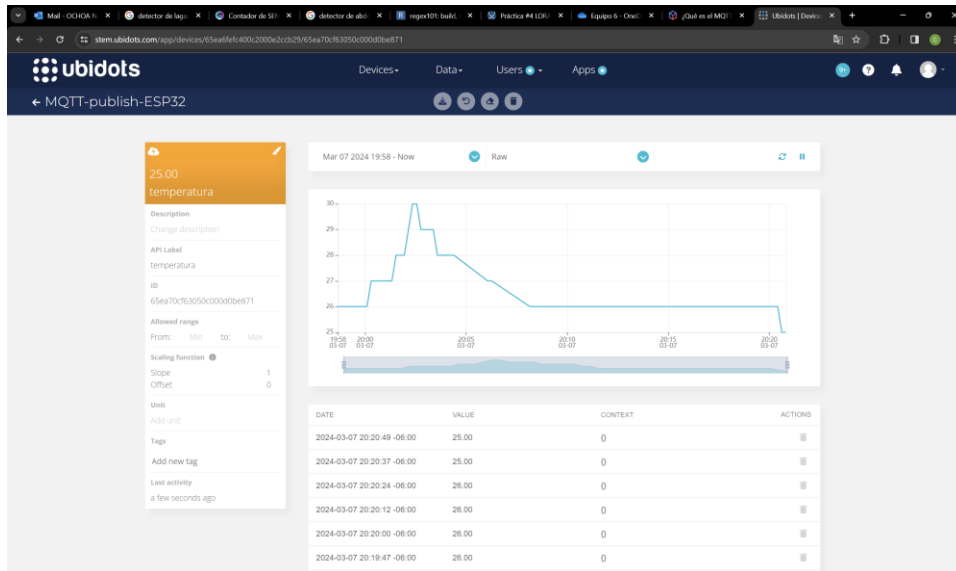 Mail - OCHOA N
detector de lag
Contador de SLN
detector de abd
regex101: build,
Práctica #4 LORA
Equipo 6 - OneD
¿Qué es el MQT
Ubidots | Devic
stem.ubidots.com/app/devices/65ea6fefc400c2000e2ccb29/65ea70cf63050c000d0be871
ubidots
Devices
Data
Users
Apps
9+
MQTT-publish-ESP32
25.00
temperatura
Description
Change description
API Label
temperatura
ID
65ea70cf63050c000d0be871
Allowed range
From: Min to: Max
Scaling function
Slope 1
Offset 0
Unit
Add unit
Tags
Add new tag
Last activity
a few seconds ago
Mar 07 2024 19:58 - Now
Raw
30
29
28
27
26
25
19:58 20:00 20:05 20:10 20:15 20:20
03-07 03-07 03-07 03-07 03-07 03-07
DATE VALUE CONTEXT ACTIONS
2024-03-07 20:20:49 -06:00 25.00 {}
2024-03-07 20:20:37 -06:00 25.00 {}
2024-03-07 20:20:24 -06:00 26.00 {}
2024-03-07 20:20:12 -06:00 26.00 {}
2024-03-07 20:20:00 -06:00 26.00 {}
2024-03-07 20:19:47 -06:00 26.00 {}